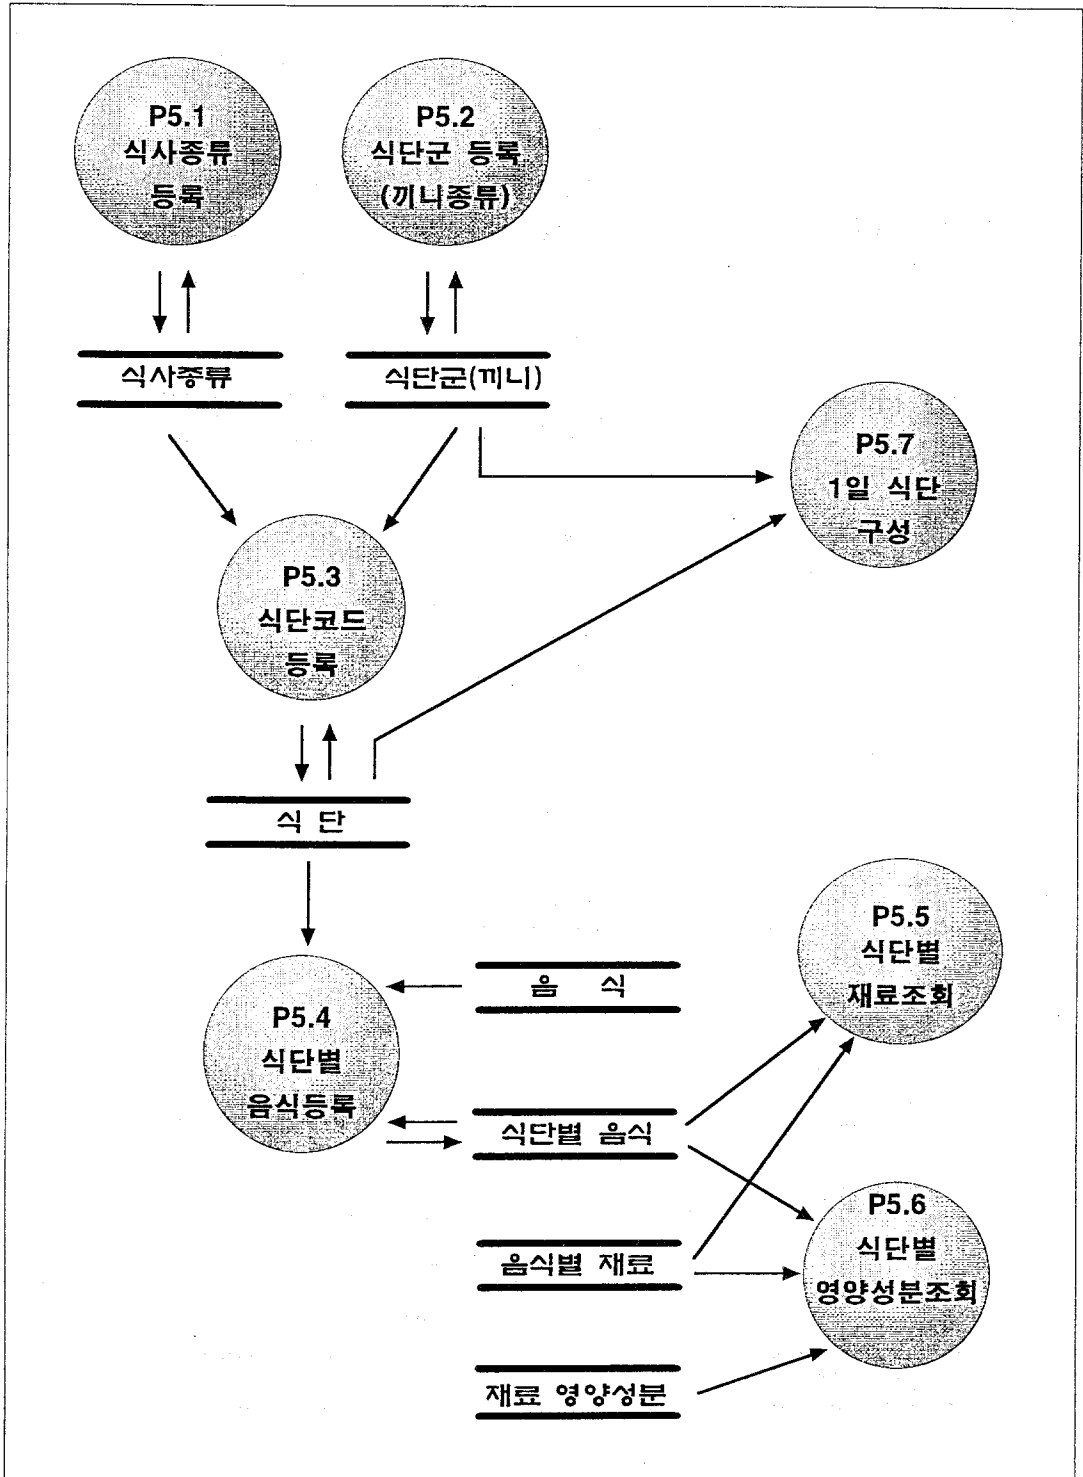 P5.1
식사종류
등록
P5.2
식단군 등록
(끼니종류)
식사종류
식단군(끼니)
P5.7
1일 식단
구성
P5.3
식단코드
등록
식 단
P5.5
식단별
재료조회
음 식
P5.4
식단별
음식등록
식단별 음식
P5.6
식단별
영양성분조회
음식별 재료
재료 영양성분